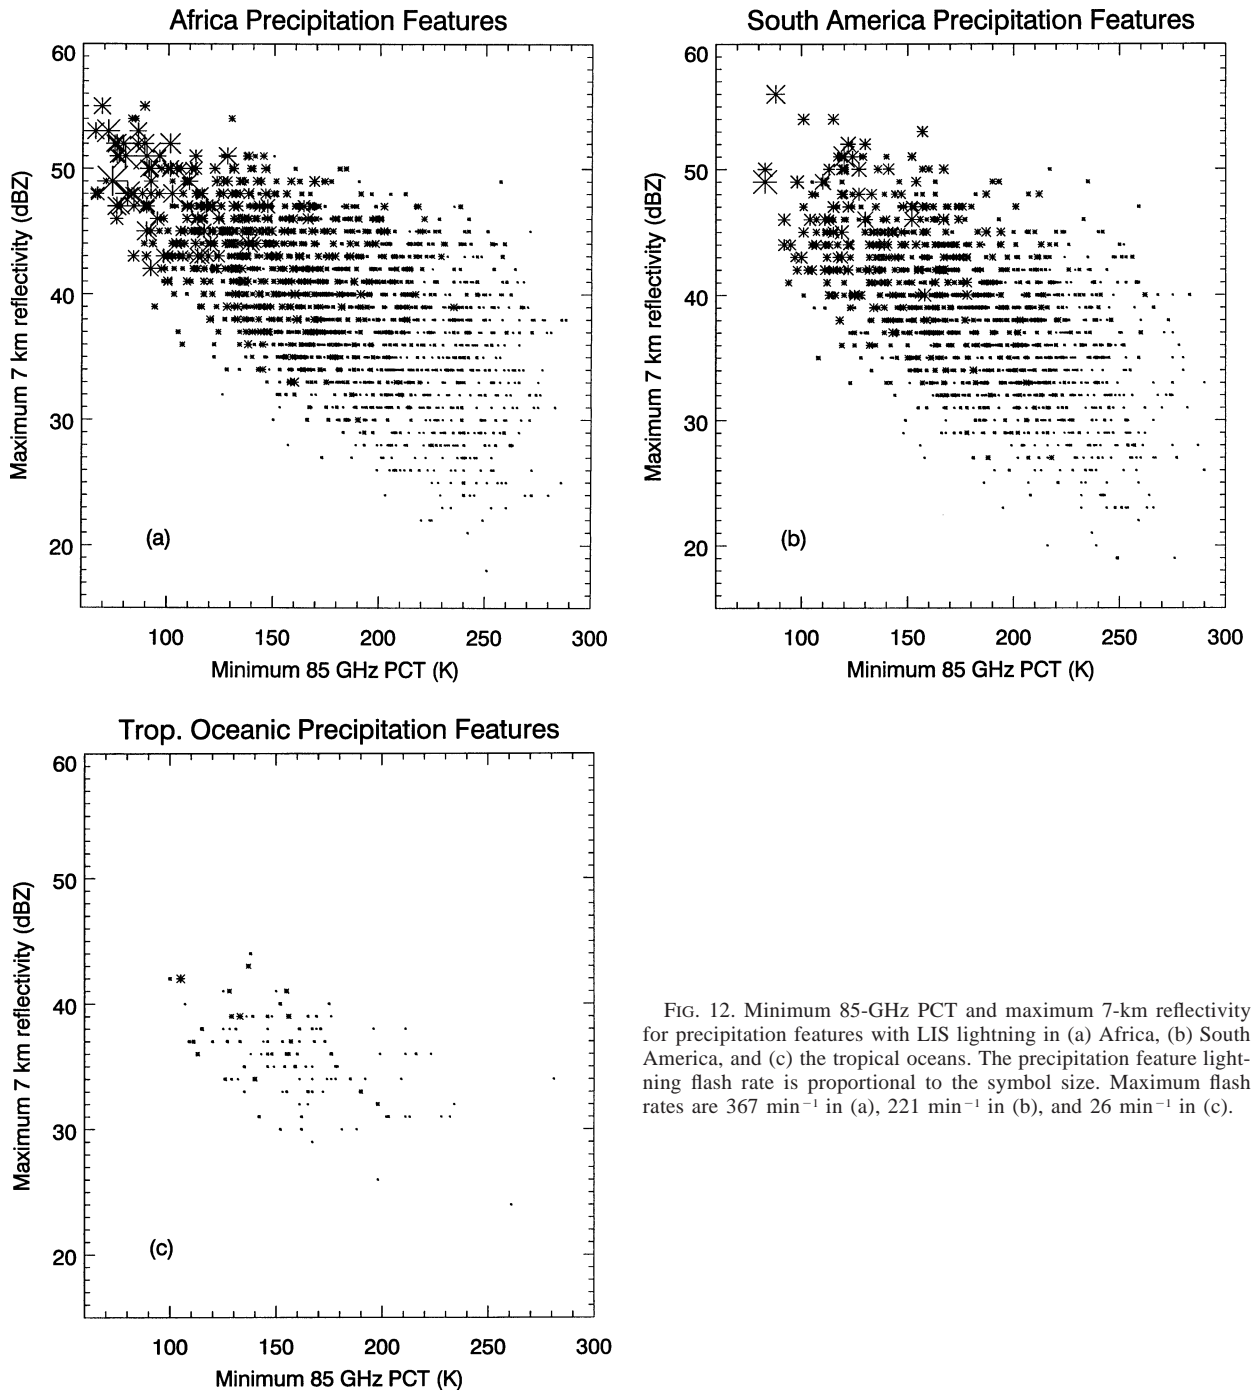 Africa Precipitation Features
60
50
40
30
20
Maximum 7 km reflectivity (dBZ)
(a)
100 150 200 250 300
Minimum 85 GHz PCT (K)
South America Precipitation Features
60
50
40
30
20
Maximum 7 km reflectivity (dBZ)
(b)
100 150 200 250 300
Minimum 85 GHz PCT (K)
Trop. Oceanic Precipitation Features
60
50
40
30
20
Maximum 7 km reflectivity (dBZ)
(c)
100 150 200 250 300
Minimum 85 GHz PCT (K)
FIG. 12. Minimum 85-GHz PCT and maximum 7-km reflectivity
for precipitation features with LIS lightning in (a) Africa, (b) South
America, and (c) the tropical oceans. The precipitation feature light-
ning flash rate is proportional to the symbol size. Maximum flash
rates are 367 min⁻¹ in (a), 221 min⁻¹ in (b), and 26 min⁻¹ in (c).